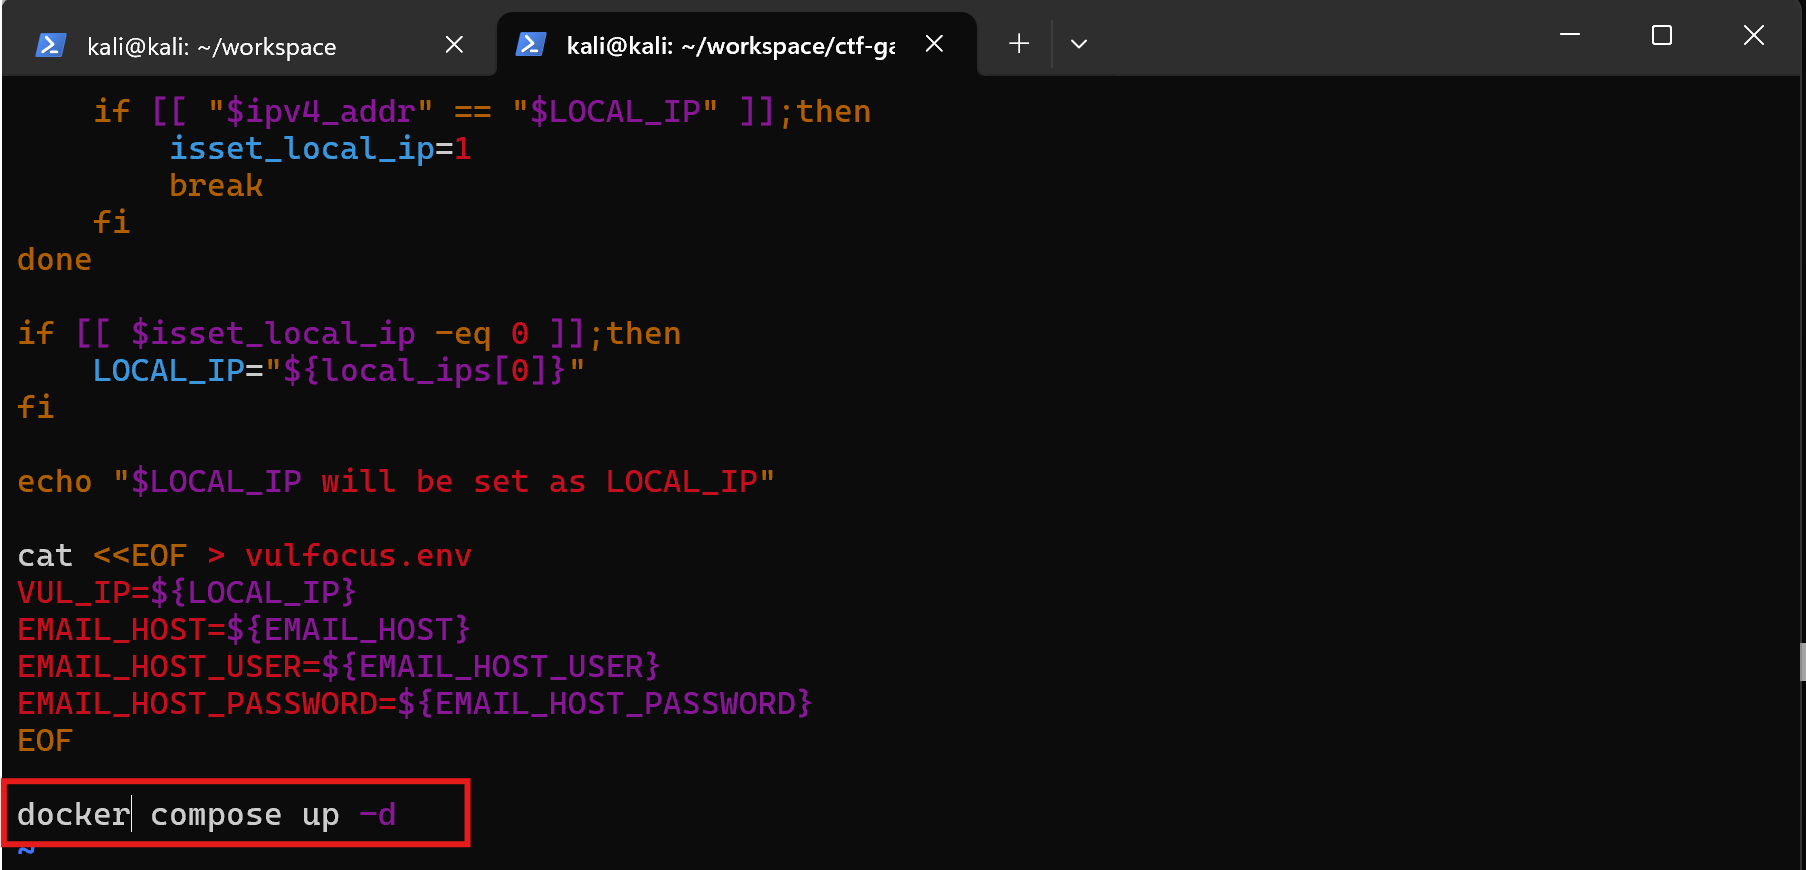 kali@kali: ~/workspace
kali@kali: ~/workspace/ctf-ga
if [[ "$ipv4_addr" == "$LOCAL_IP" ]];then
isset_local_ip=1
break
fi
done
if [[ $isset_local_ip -eq 0 ]];then
LOCAL_IP="${local_ips[0]}"
fi
echo "$LOCAL_IP will be set as LOCAL_IP"
cat <<EOF > vulfocus.env
VUL_IP=${LOCAL_IP}
EMAIL_HOST=${EMAIL_HOST}
EMAIL_HOST_USER=${EMAIL_HOST_USER}
EMAIL_HOST_PASSWORD=${EMAIL_HOST_PASSWORD}
EOF
docker compose up -d
~